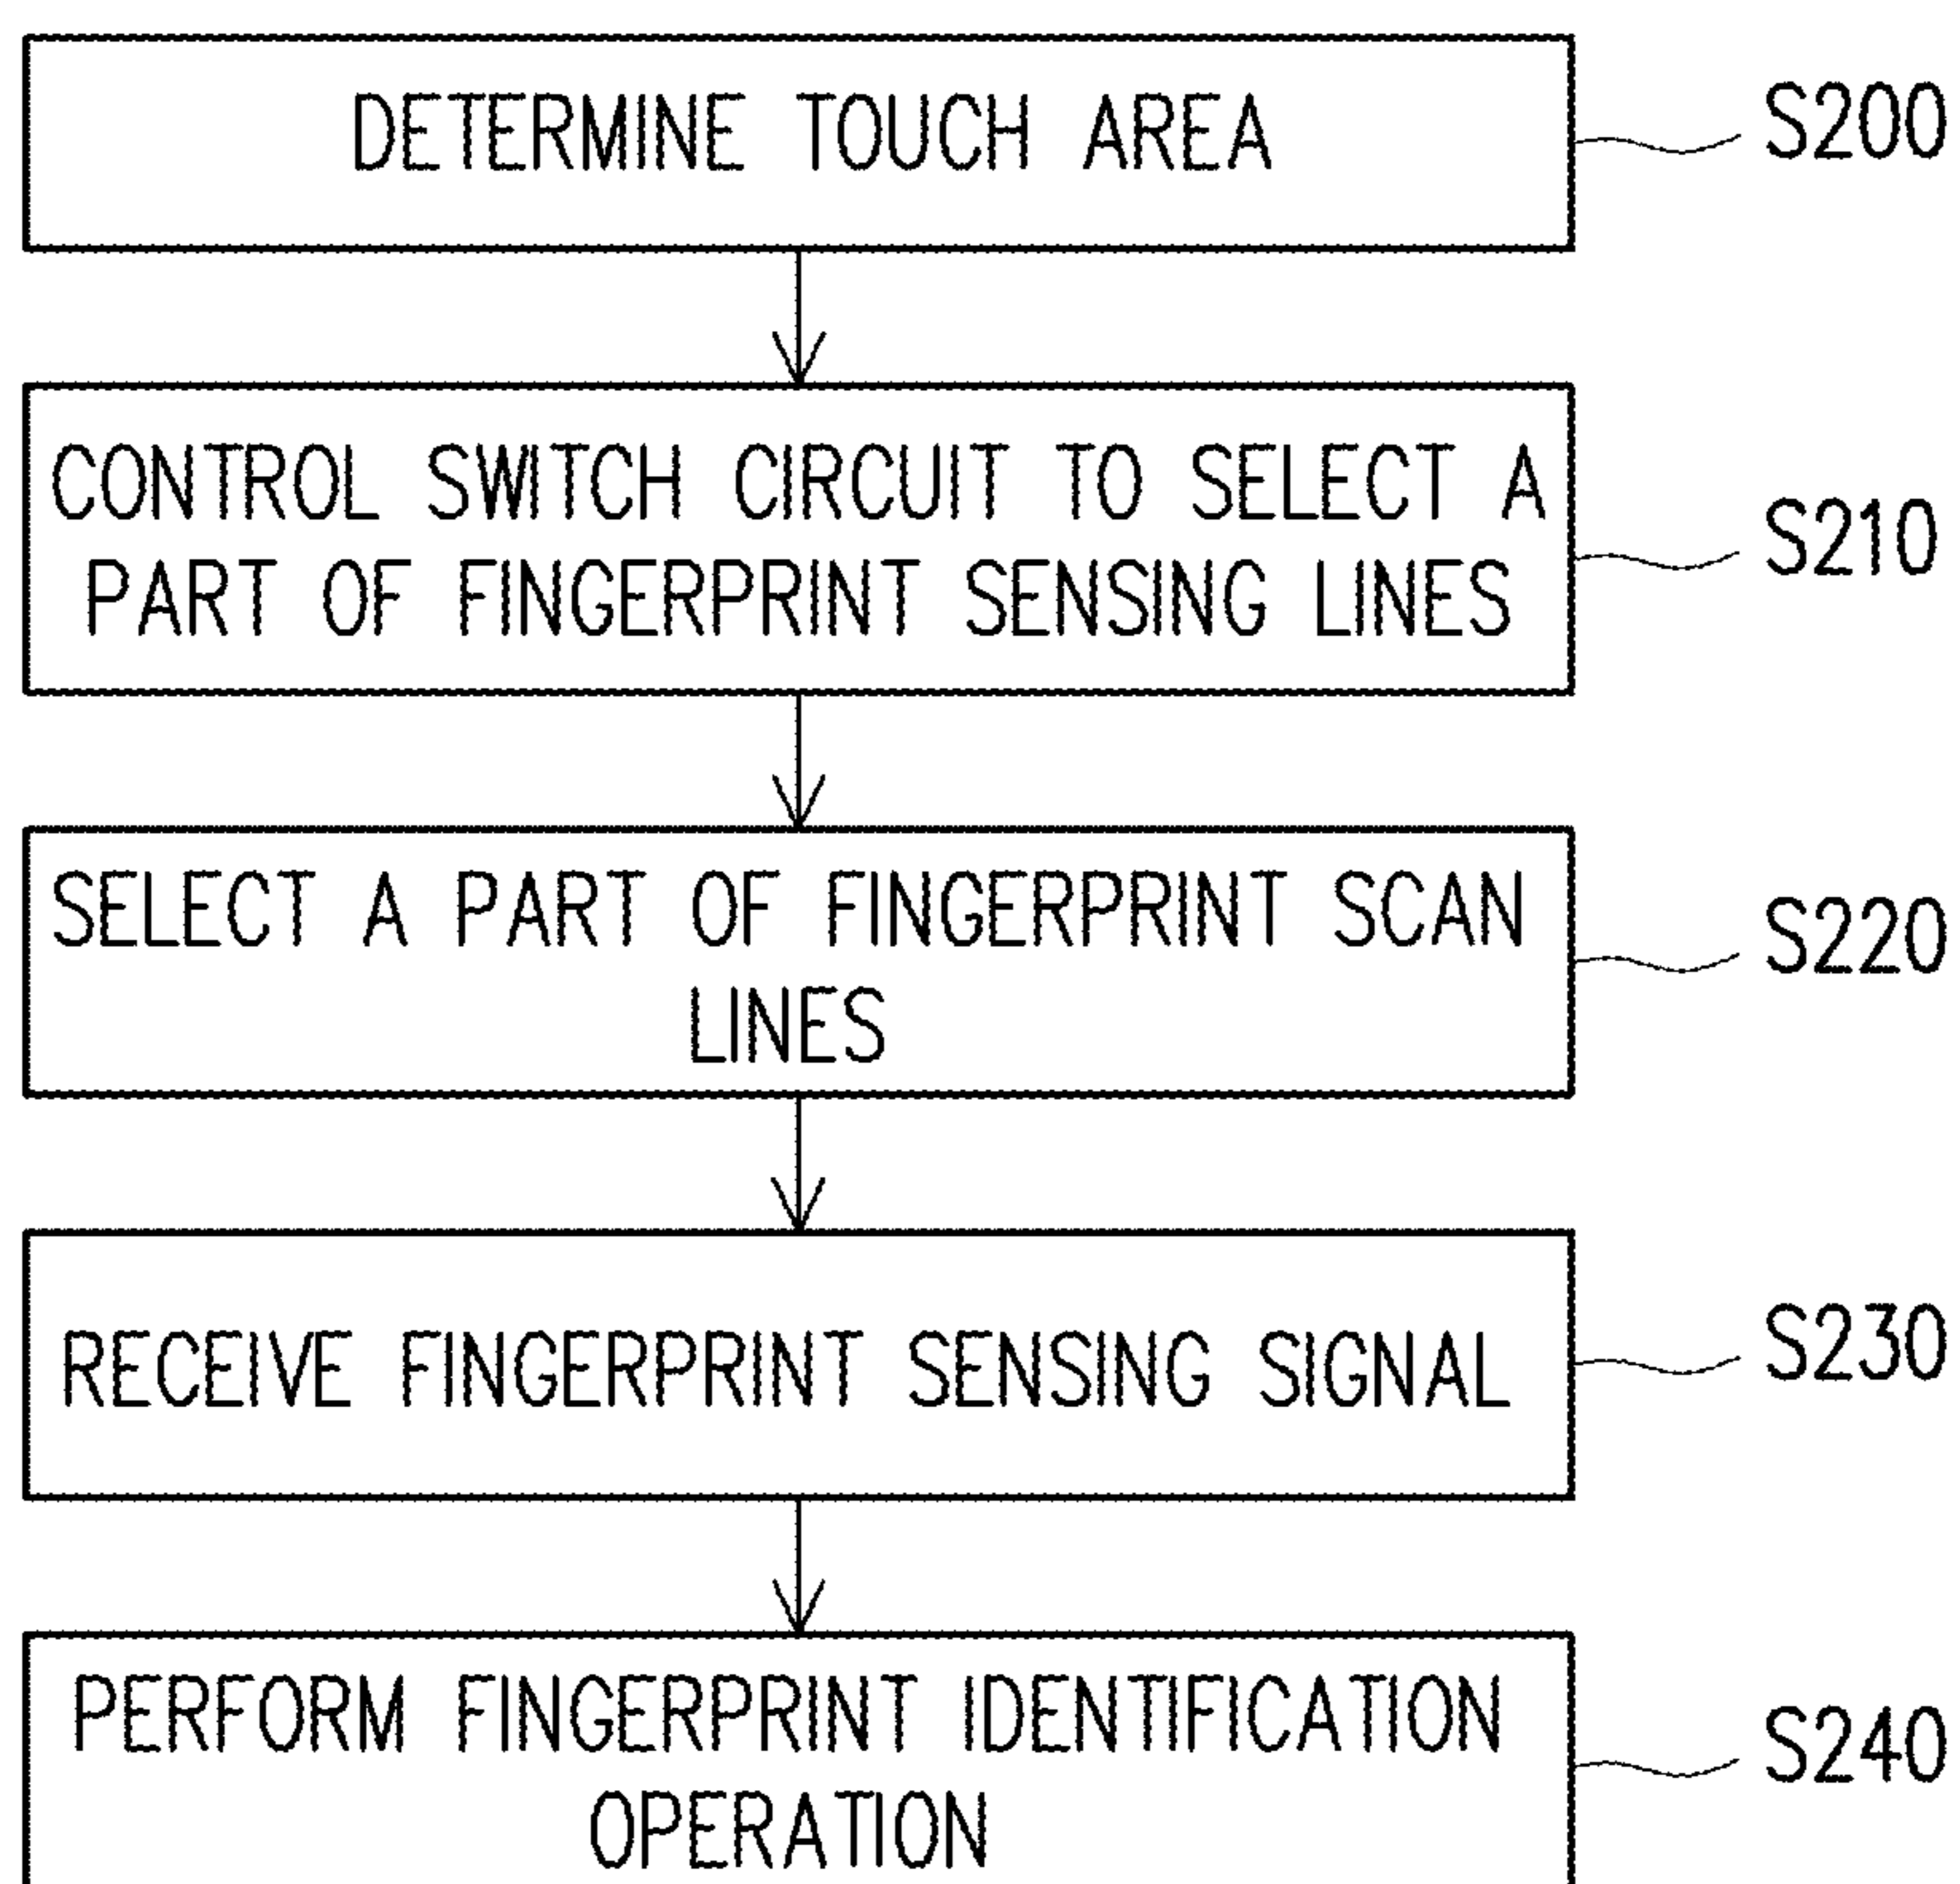 DETERMINE TOUCH AREA
S200
CONTROL SWITCH CIRCUIT TO SELECT A
PART OF FINGERPRINT SENSING LINES
S210
SELECT A PART OF FINGERPRINT SCAN
LINES
S220
RECEIVE FINGERPRINT SENSING SIGNAL
S230
PERFORM FINGERPRINT IDENTIFICATION
OPERATION
S240